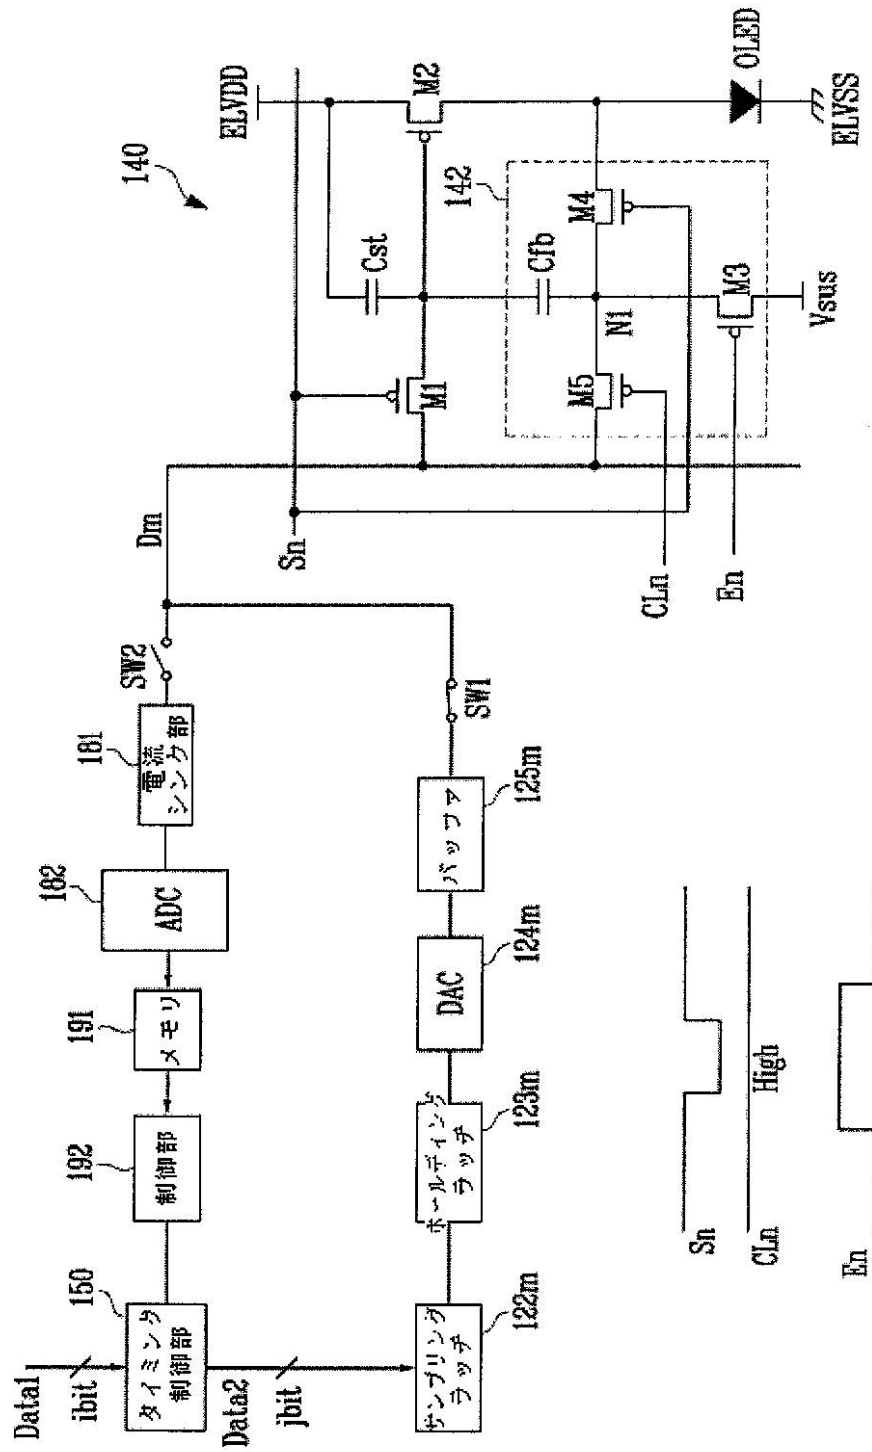 Data1
ibit
150
タイミング
制御部
Data2
jbit
192
制御部
191
メモリ
182
ADC
181
電流
シンク部
SW2
Dm
サンプリング
ラッチ
122m
ホールディング
ラッチ
123m
DAC
124m
バッファ
125m
SW1
140
ELVDD
Sn
Cst
M1
M2
142
Cfb
M5
N1
M4
M3
Vsus
OLED
ELVSS
CLn
En
Sn
CLn
High
En